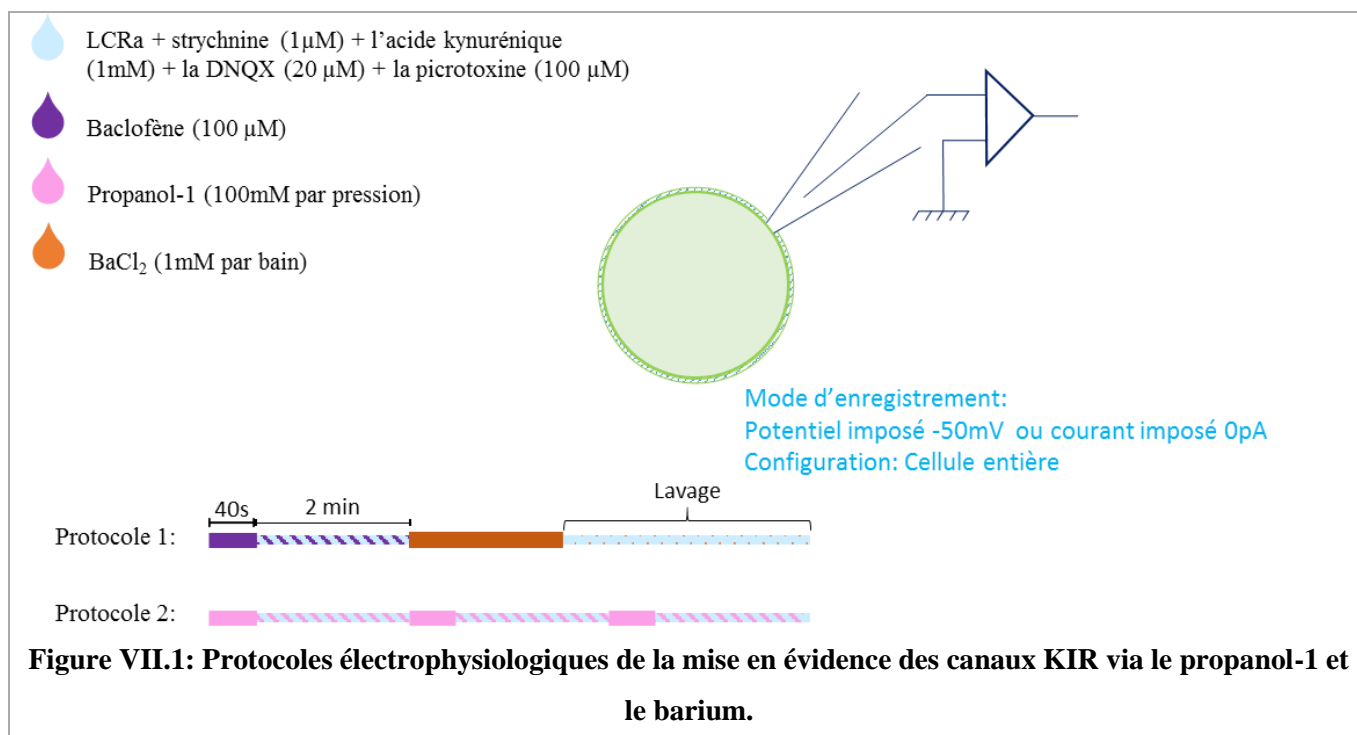 LCRa + strychnine (1µM) + l'acide kynurénique
(1mM) + la DNQX (20 µM) + la picrotoxine (100 µM)
Baclofène (100 µM)
Propanol-1 (100mM par pression)
BaCl₂ (1mM par bain)
Mode d'enregistrement:
Potentiel imposé -50mV ou courant imposé 0pA
Configuration: Cellule entière
40s
2 min
Lavage
Protocole 1:
Protocole 2:
Figure VII.1: Protocoles électrophysiologiques de la mise en évidence des canaux KIR via le propanol-1 et
le barium.